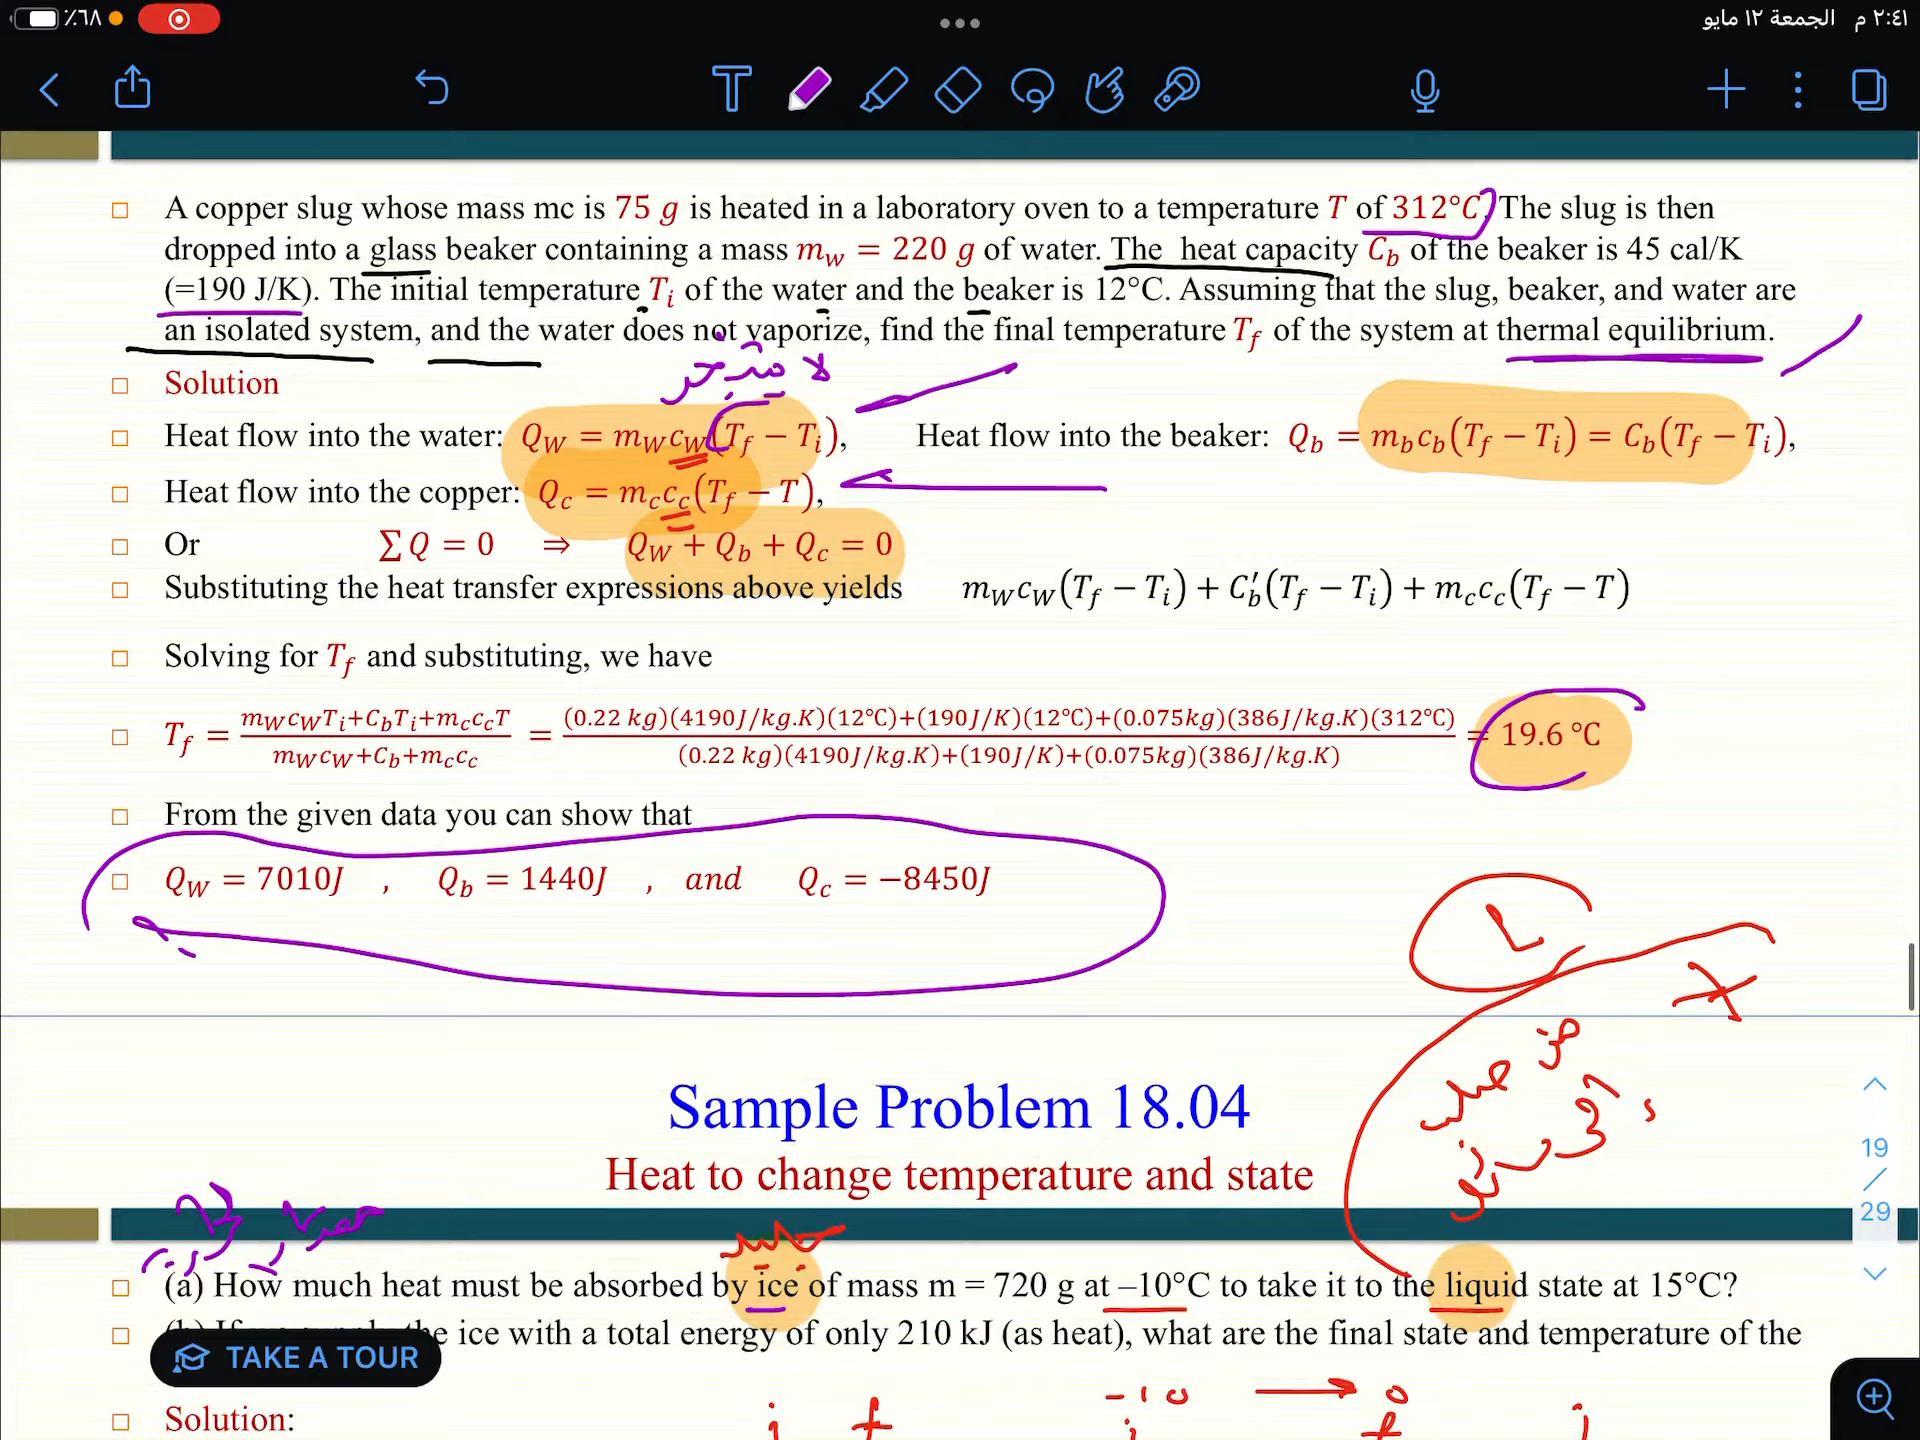 ٪٦٨
٢:٤١ م الجمعة ١٢ مايو
A copper slug whose mass mc is 75 g is heated in a laboratory oven to a temperature T of 312°C. The slug is then
dropped into a glass beaker containing a mass m_w = 220 g of water. The heat capacity C_b of the beaker is 45 cal/K
(=190 J/K). The initial temperature T_i of the water and the beaker is 12°C. Assuming that the slug, beaker, and water are
an isolated system, and the water does not vaporize, find the final temperature T_f of the system at thermal equilibrium.
لا
Solution
Heat flow into the water: Q_W = m_W c_W(T_f − T_i), Heat flow into the beaker: Q_b = m_b c_b(T_f − T_i) = C_b(T_f − T_i),
Heat flow into the copper: Q_c = m_c c_c(T_f − T),
Or ∑Q = 0 ⇒ Q_W + Q_b + Q_c = 0
Substituting the heat transfer expressions above yields m_W c_W(T_f − T_i) + C_b′(T_f − T_i) + m_c c_c(T_f − T)
Solving for T_f and substituting, we have
T_f = (m_W c_W T_i+C_b T_i+m_c c_c T)/(m_W c_W+C_b+m_c c_c) = ((0.22 kg)(4190J/kg.K)(12°C)+(190J/K)(12°C)+(0.075kg)(386J/kg.K)(312°C))/((0.22 kg)(4190J/kg.K)+(190J/K)+(0.075kg)(386J/kg.K)) = 19.6 °C
From the given data you can show that
Q_W = 7010J , Q_b = 1440J , and Q_c = −8450J
L
Sample Problem 18.04
Heat to change temperature and state
19
/
29
(a) How much heat must be absorbed by ice of mass m = 720 g at –10°C to take it to the liquid state at 15°C?
the ice with a total energy of only 210 kJ (as heat), what are the final state and temperature of the
TAKE A TOUR
-10 → 0
Solution: